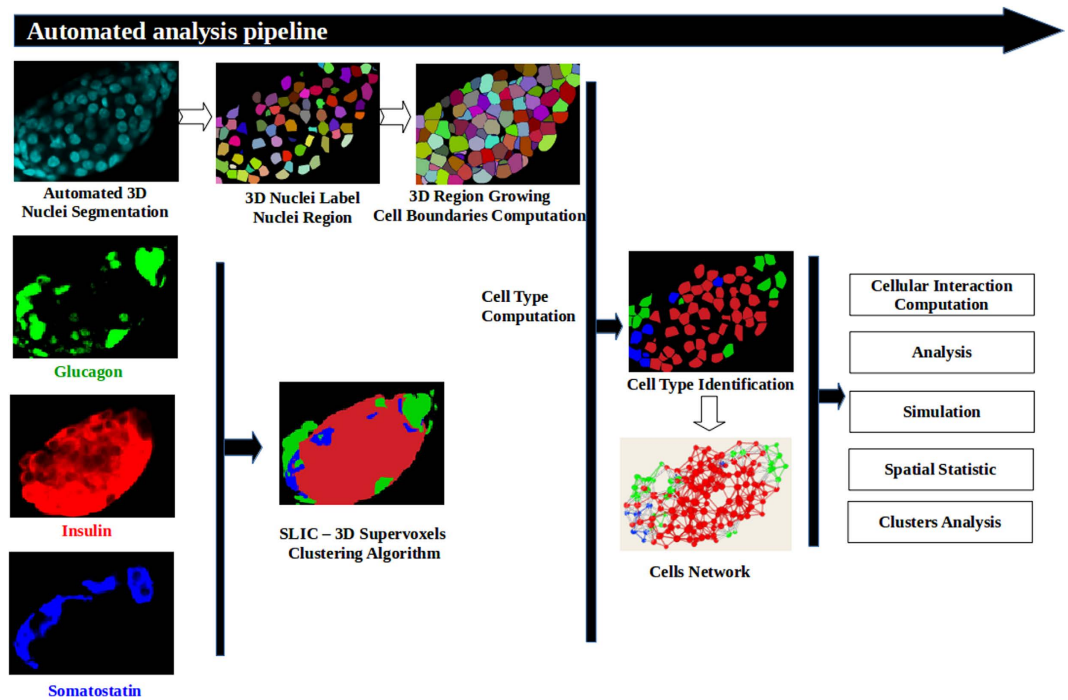 Automated analysis pipeline
Automated 3D
Nuclei Segmentation
3D Nuclei Label
Nuclei Region
3D Region Growing
Cell Boundaries Computation
Glucagon
Insulin
Somatostatin
SLIC – 3D Supervoxels
Clustering Algorithm
Cell Type
Computation
Cell Type Identification
Cells Network
Cellular Interaction
Computation
Analysis
Simulation
Spatial Statistic
Clusters Analysis